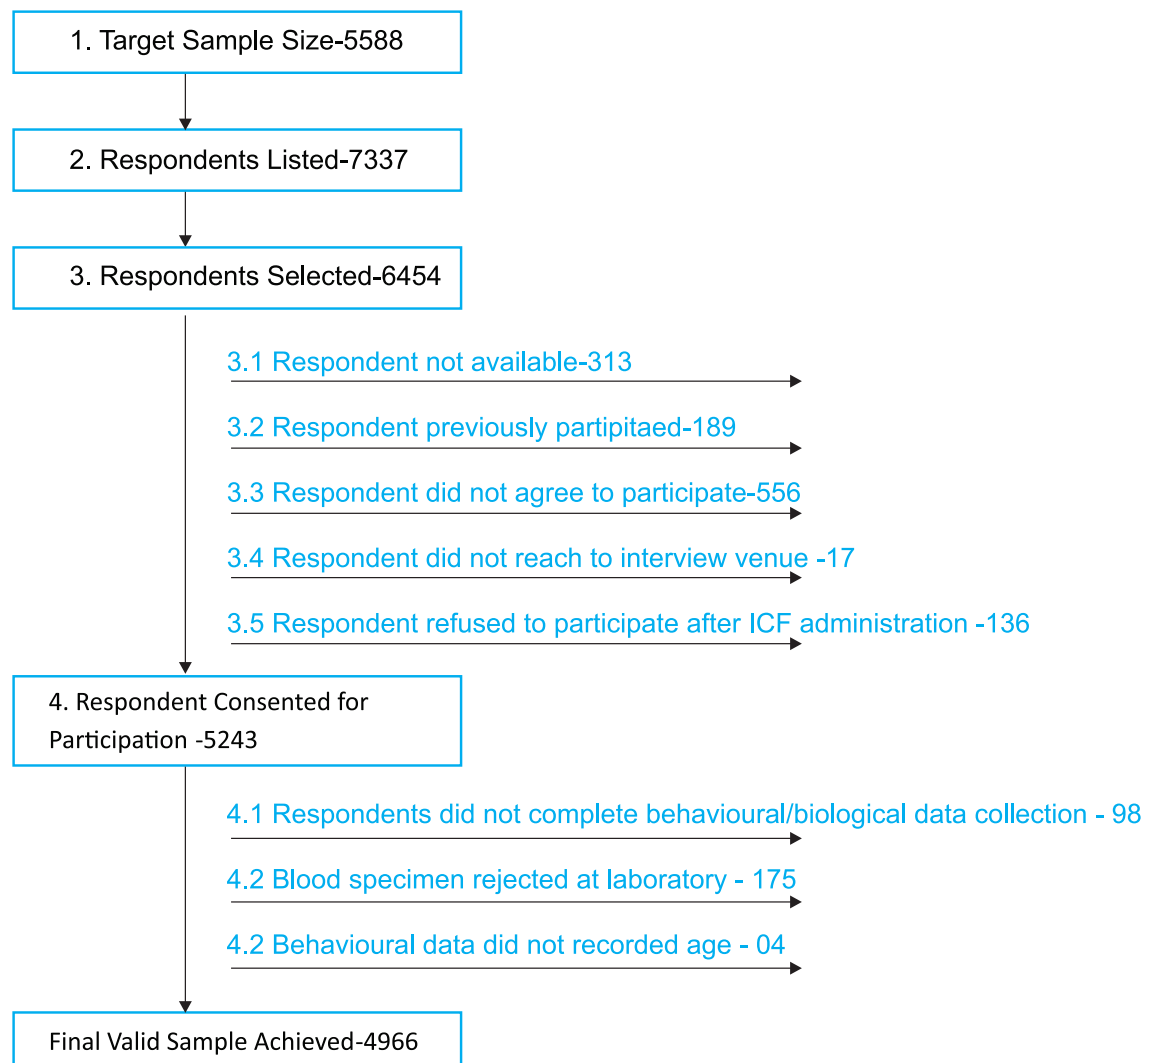 1. Target Sample Size-5588
2. Respondents Listed-7337
3. Respondents Selected-6454
3.1 Respondent not available-313
3.2 Respondent previously partipitaed-189
3.3 Respondent did not agree to participate-556
3.4 Respondent did not reach to interview venue -17
3.5 Respondent refused to participate after ICF administration -136
4. Respondent Consented for
Participation -5243
4.1 Respondents did not complete behavioural/biological data collection - 98
4.2 Blood specimen rejected at laboratory - 175
4.2 Behavioural data did not recorded age - 04
Final Valid Sample Achieved-4966